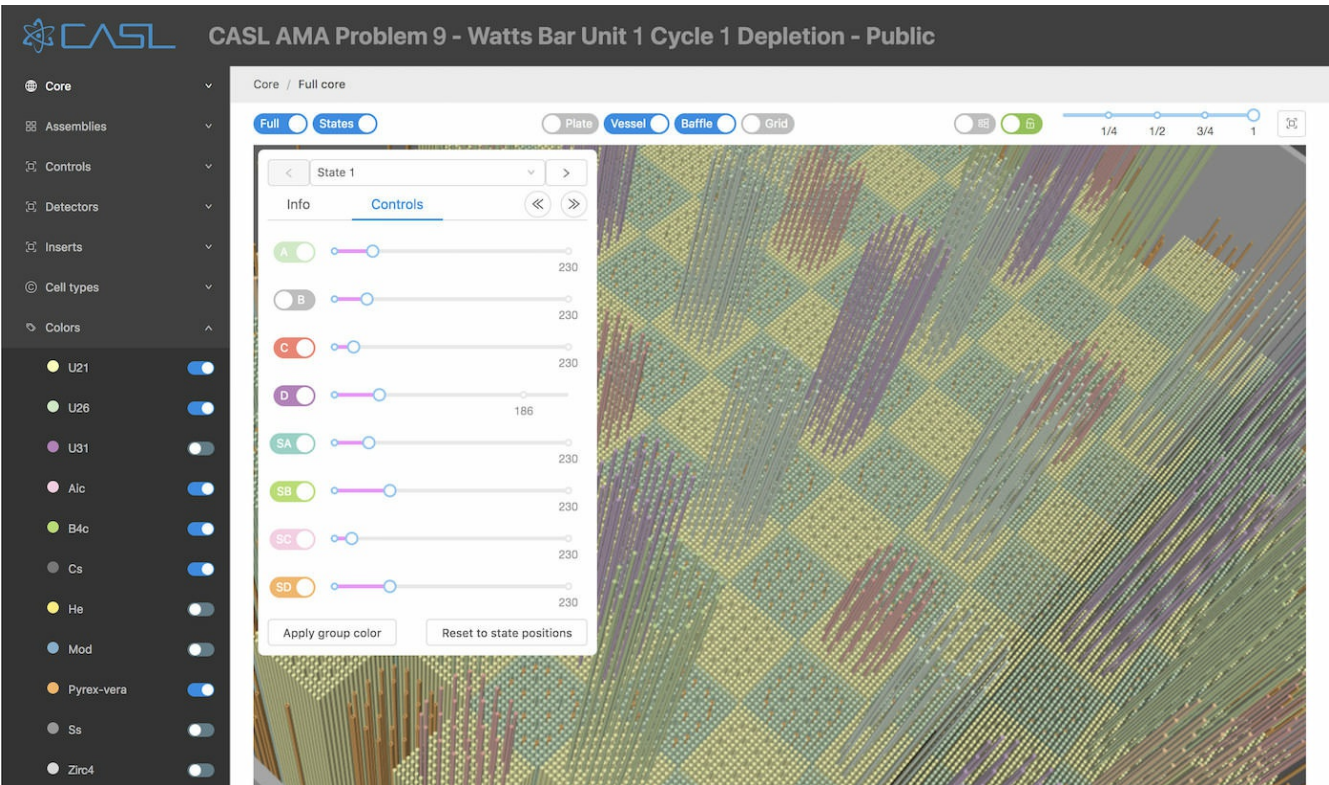 CASL
CASL AMA Problem 9 - Watts Bar Unit 1 Cycle 1 Depletion - Public
Core
Assemblies
Controls
Detectors
Inserts
Cell types
Colors
U21
U26
U31
Aic
B4c
Cs
He
Mod
Pyrex-vera
Ss
Zirc4
Core / Full core
Full States Plate Vessel Baffle Grid
1/4 1/2 3/4 1
< State 1 >
Info Controls
A 230
B 230
C 230
D 186
SA 230
SB 230
SC 230
SD 230
Apply group color Reset to state positions